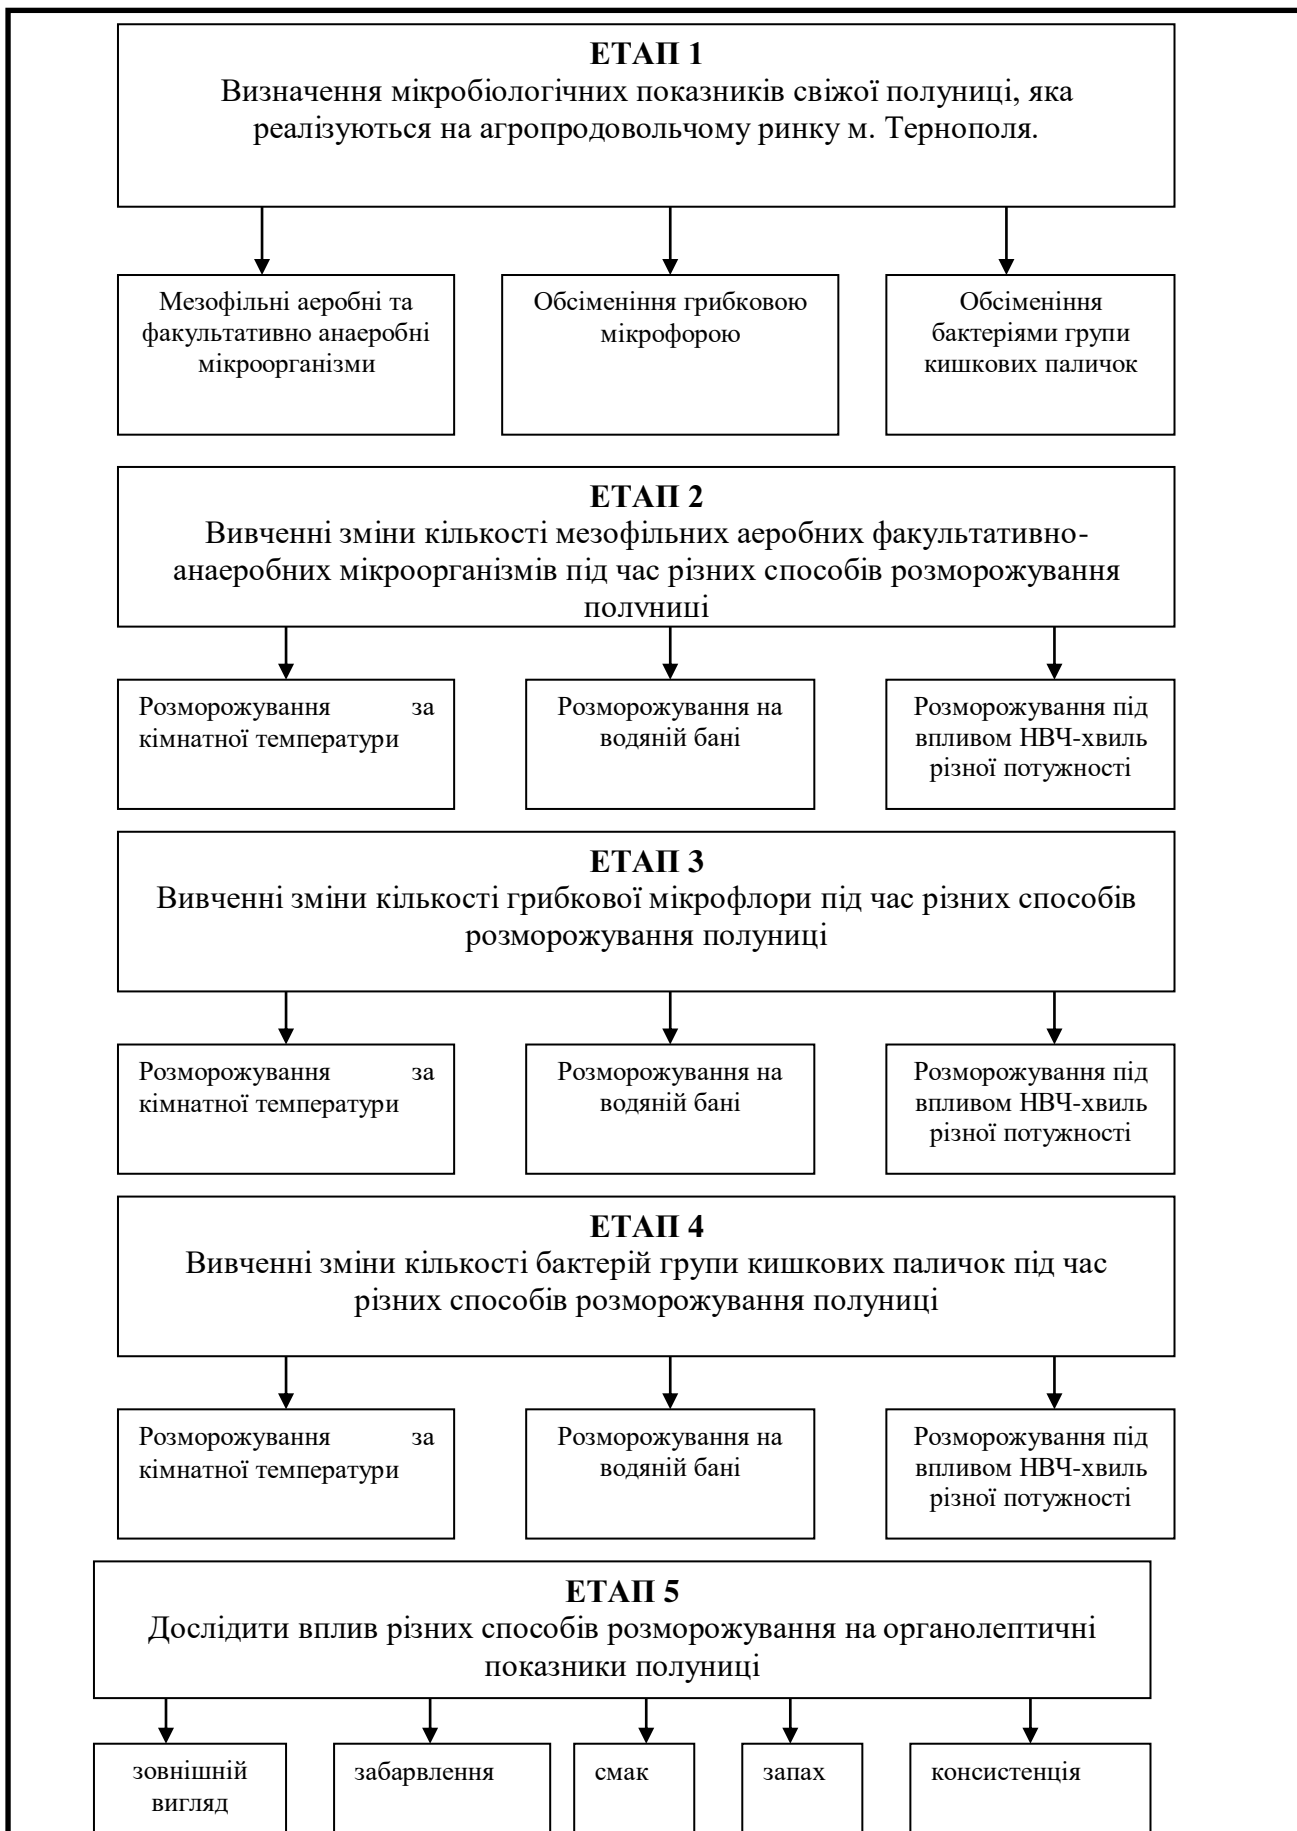 ЕТАП 1
Визначення мікробіологічних показників свіжої полуниці, яка
реалізуються на агропродовольчому ринку м. Тернополя.
Мезофільні аеробні та
факультативно анаеробні
мікроорганізми
Обсіменіння грибковою
мікрофорою
Обсіменіння
бактеріями групи
кишкових паличок
ЕТАП 2
Вивченні зміни кількості мезофільних аеробних факультативно-
анаеробних мікроорганізмів під час різних способів розморожування
полуниці
Розморожування за
кімнатної температури
Розморожування на
водяній бані
Розморожування під
впливом НВЧ-хвиль
різної потужності
ЕТАП 3
Вивченні зміни кількості грибкової мікрофлори під час різних способів
розморожування полуниці
Розморожування за
кімнатної температури
Розморожування на
водяній бані
Розморожування під
впливом НВЧ-хвиль
різної потужності
ЕТАП 4
Вивченні зміни кількості бактерій групи кишкових паличок під час
різних способів розморожування полуниці
Розморожування за
кімнатної температури
Розморожування на
водяній бані
Розморожування під
впливом НВЧ-хвиль
різної потужності
ЕТАП 5
Дослідити вплив різних способів розморожування на органолептичні
показники полуниці
зовнішній
вигляд
забарвлення
смак
запах
консистенція